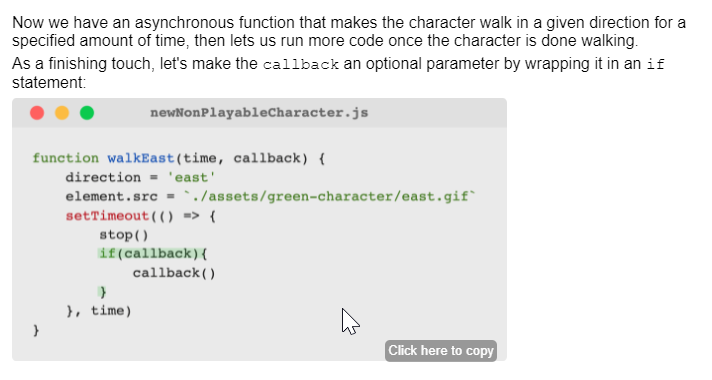 Now we have an asynchronous function that makes the character walk in a given direction for a
specified amount of time, then lets us run more code once the character is done walking.
As a finishing touch, let's make the callback an optional parameter by wrapping it in an if
statement:
newNonPlayableCharacter.js
function walkEast(time, callback) {
    direction = 'east'
    element.src = `./assets/green-character/east.gif`
    setTimeout(() => {
        stop()
        if(callback){
            callback()
        }
    }, time)
}
Click here to copy